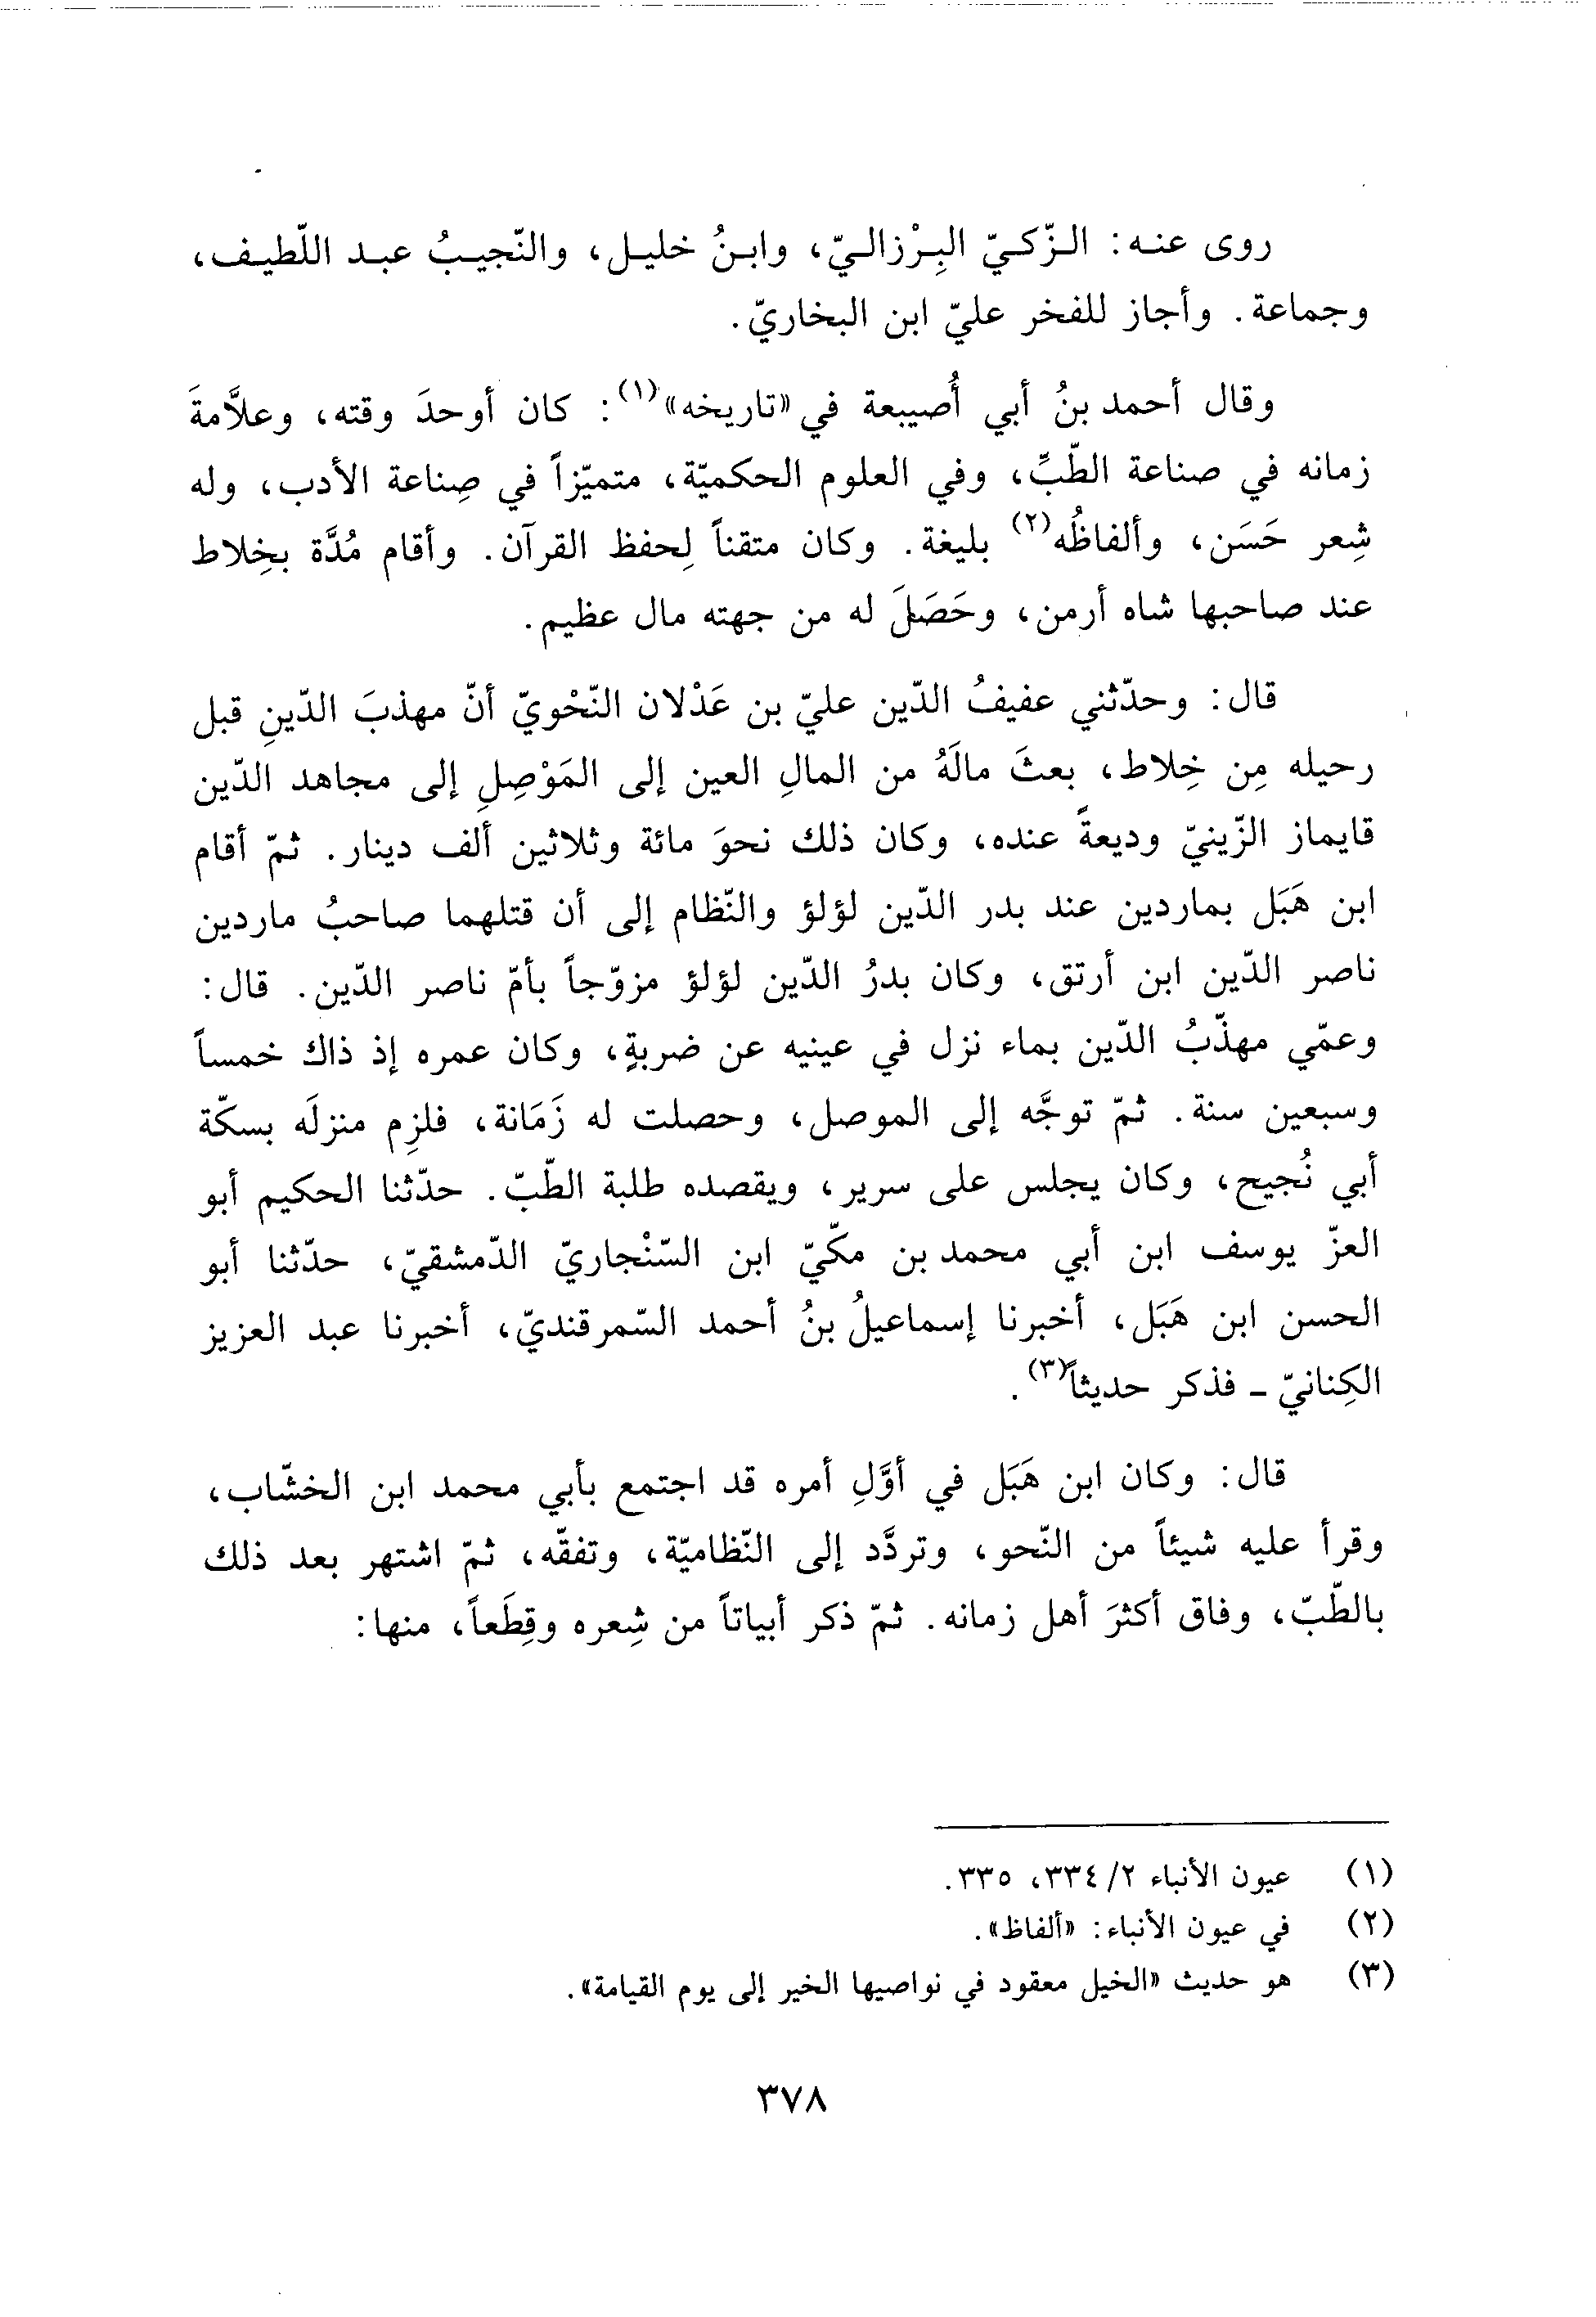 روى عنه: الزّكيّ البِرْزاليّ، وابنُ خليل، والنّجيبُ عبد اللّطيف،
وجماعة. وأجاز للفخر عليّ ابن البخاريّ.
وقال أحمد بنُ أبي أُصيبعة في «تاريخه»(١): كان أوحدَ وقته، وعلاَّمةَ
زمانه في صناعة الطّبِّ، وفي العلوم الحكميّة، متميّزاً في صِناعة الأدب، وله
شِعر حَسَن، وألفاظُه(٢) بليغة. وكان متقناً لِحفظ القرآن. وأقام مُدَّة بخِلاط
عند صاحبها شاه أرمن، وحَصَلَ له من جهته مال عظيم.
قال: وحدّثني عفيفُ الدّين عليّ بن عَدْلان النّحْويّ أنّ مهذبَ الدّينِ قبل
رحيله مِن خِلاط، بعثَ مالَهُ من المالِ العين إلى المَوْصِلِ إلى مجاهد الدّين
قايماز الزّينيّ وديعةً عنده، وكان ذلك نحوَ مائة وثلاثين ألف دينار. ثمّ أقام
ابن هَبَل بماردين عند بدر الدّين لؤلؤ والنّظام إلى أن قتلهما صاحبُ ماردين
ناصر الدّين ابن أرتق، وكان بدرُ الدّين لؤلؤ مزوّجاً بأمّ ناصر الدّين. قال:
وعمّي مهذّبُ الدّين بماء نزل في عينيه عن ضربةٍ، وكان عمره إذ ذاك خمساً
وسبعين سنة. ثمّ توجَّه إلى الموصل، وحصلت له زَمَانة، فلزِم منزلَه بسكّة
أبي نُجيح، وكان يجلس على سرير، ويقصده طلبة الطّبّ. حدّثنا الحكيم أبو
العزّ يوسف ابن أبي محمد بن مكّيّ ابن السّنْجاريّ الدّمشقيّ، حدّثنا أبو
الحسن ابن هَبَل، أخبرنا إسماعيلُ بنُ أحمد السّمرقنديّ، أخبرنا عبد العزيز
الكِنانيّ ـ فذكر حديثاً(٣).
قال: وكان ابن هَبَل في أوَّلِ أمره قد اجتمع بأبي محمد ابن الخشّاب،
وقرأ عليه شيئاً من النّحو، وتردَّد إلى النّظاميّة، وتفقّه، ثمّ اشتهر بعد ذلك
بالطّبّ، وفاق أكثرَ أهل زمانه. ثمّ ذكر أبياتاً من شِعره وقِطَعاً، منها:
(١) عيون الأنباء ٢/ ٣٣٤، ٣٣٥.
(٢) في عيون الأنباء: «ألفاظ».
(٣) هو حديث «الخيل معقود في نواصيها الخير إلى يوم القيامة».
٣٧٨